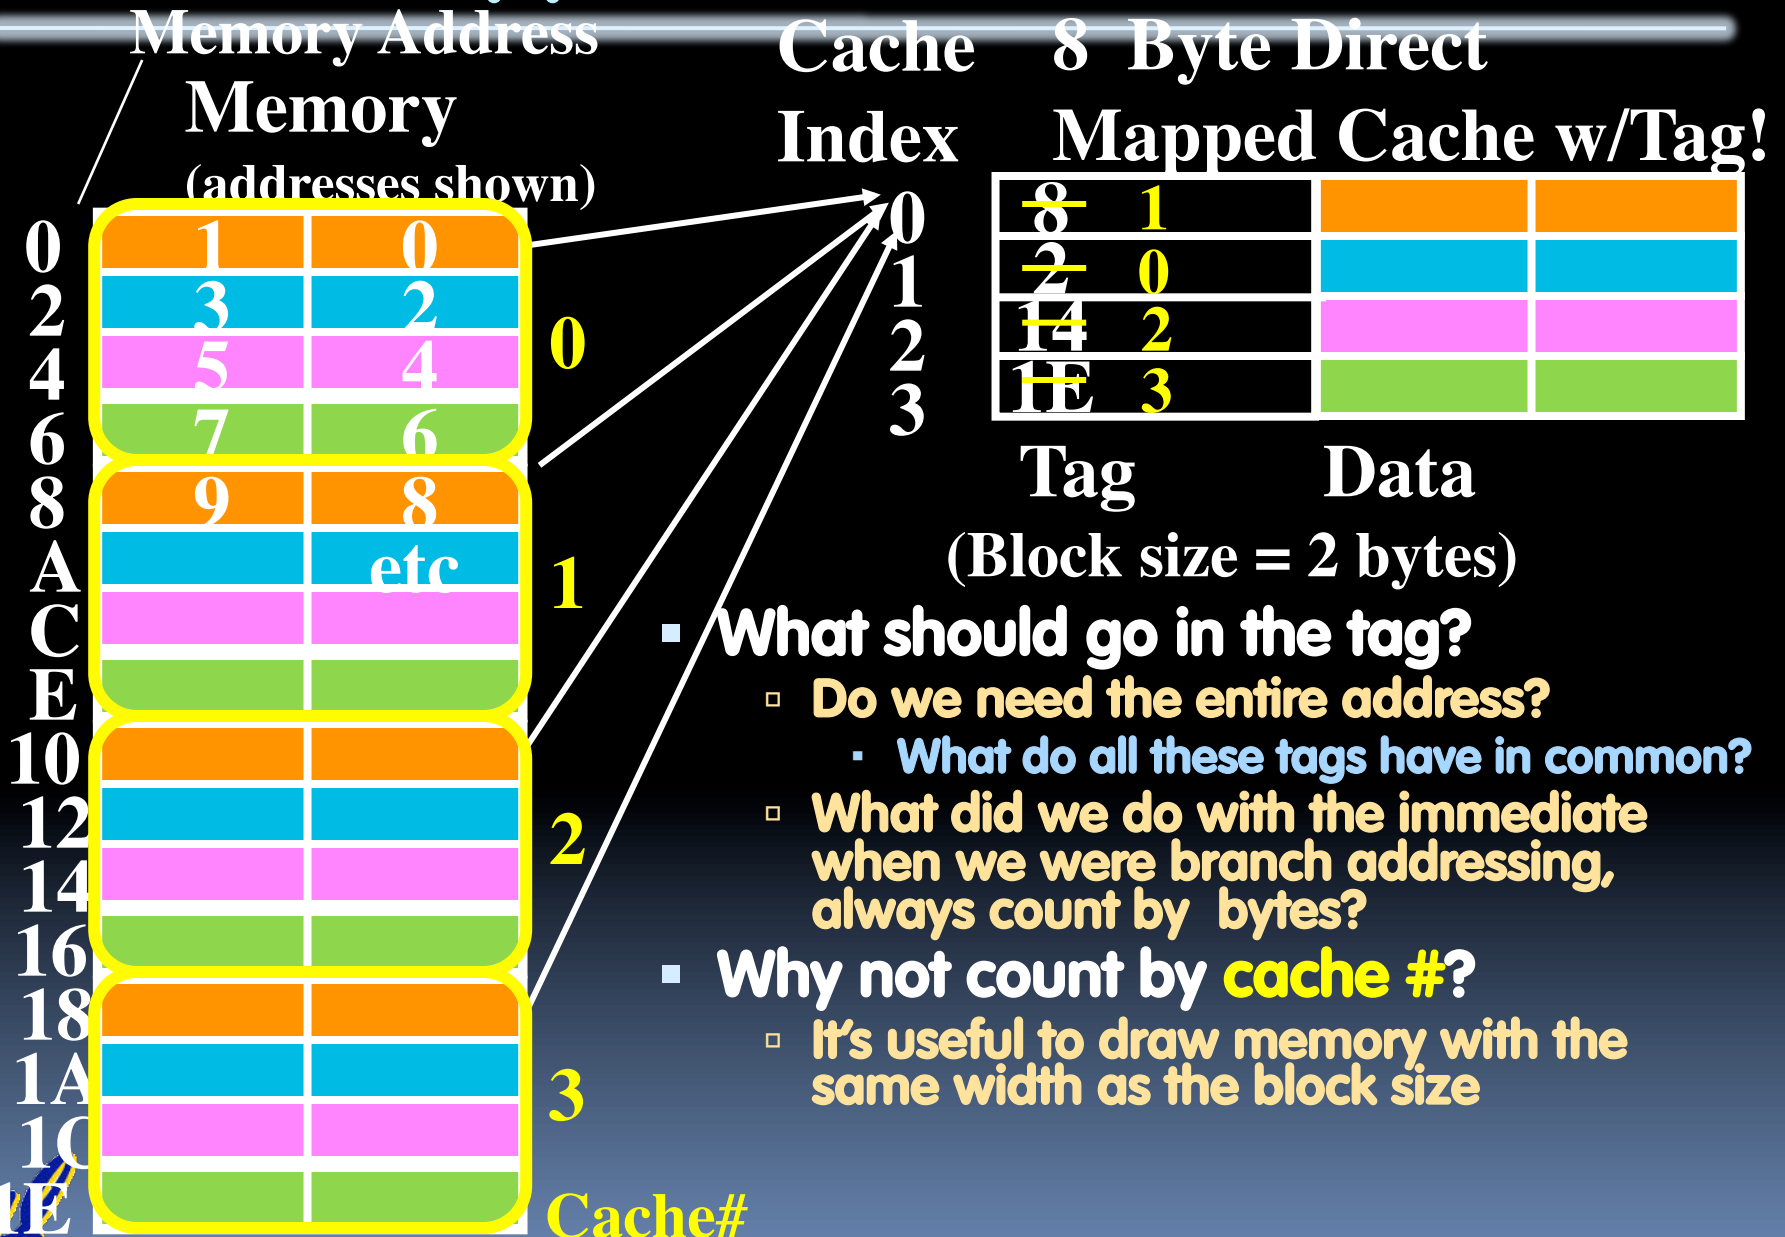 Memory Address
Memory
(addresses shown)
Cache
Index
8 Byte Direct
Mapped Cache w/Tag!
0 1 0
2 3 2
4 5 4
6 7 6
0
8 9 8
A etc
C
E
1
10
12
14
16
2
18
1A
1C
1E
3
Cache#
0 8 1
1 2 0
2 14 2
3 1E 3
Tag Data
(Block size = 2 bytes)
What should go in the tag?
Do we need the entire address?
What do all these tags have in common?
What did we do with the immediate
when we were branch addressing,
always count by bytes?
Why not count by cache #?
It's useful to draw memory with the
same width as the block size